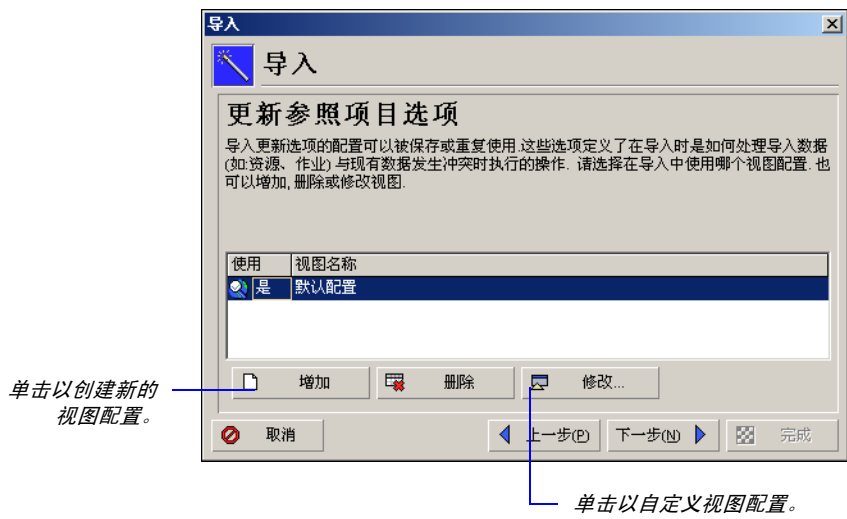 导入
导入
更新参照项目选项
导入更新选项的配置可以被保存或重复使用.这些选项定义了在导入时是如何处理导入数据
(如:资源、作业) 与现有数据发生冲突时执行的操作. 请选择在导入中使用哪个视图配置. 也
可以增加, 删除或修改视图.
使用 视图名称
是 默认配置
增加 删除 修改...
单击以创建新的
视图配置。
取消 上一步(P) 下一步(N) 完成
单击以自定义视图配置。